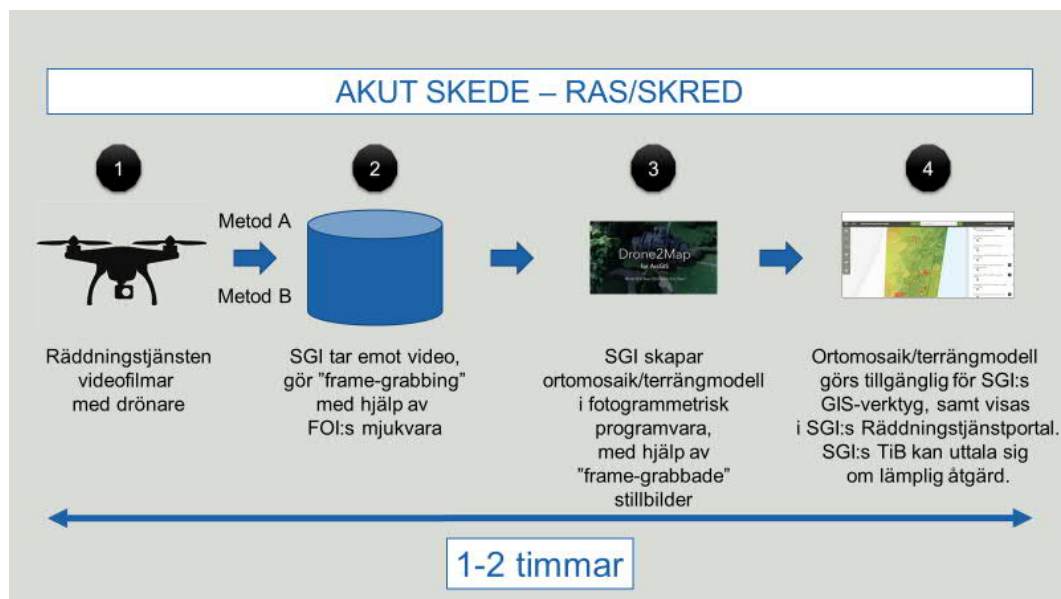 AKUT SKEDE – RAS/SKRED
1
2
3
4
Metod A
Metod B
Drone2Map
for ArcGIS
Räddningstjänsten
videofilmar
med drönare
SGI tar emot video,
gör ”frame-grabbing”
med hjälp av
FOI:s mjukvara
SGI skapar
ortomosaik/terrängmodell
i fotogrammetrisk
programvara,
med hjälp av
”frame-grabbade”
stillbilder
Ortomosaik/terrängmodell
görs tillgänglig för SGI:s
GIS-verktyg, samt visas
i SGI:s Räddningstjänstportal.
SGI:s TiB kan uttala sig
om lämplig åtgärd.
1-2 timmar